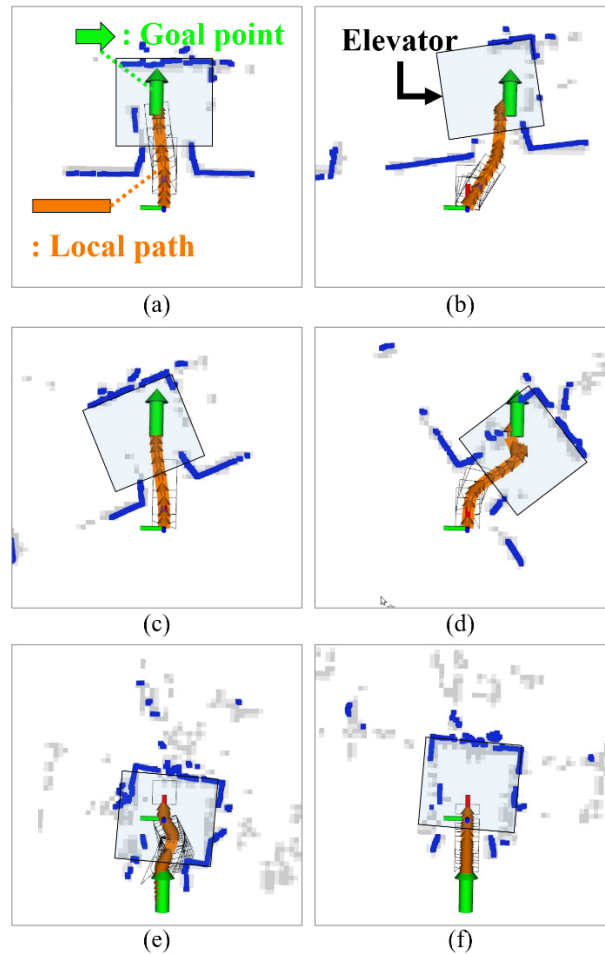 : Goal point
Elevator
: Local path
(a)
(b)
(c)
(d)
(e)
(f)